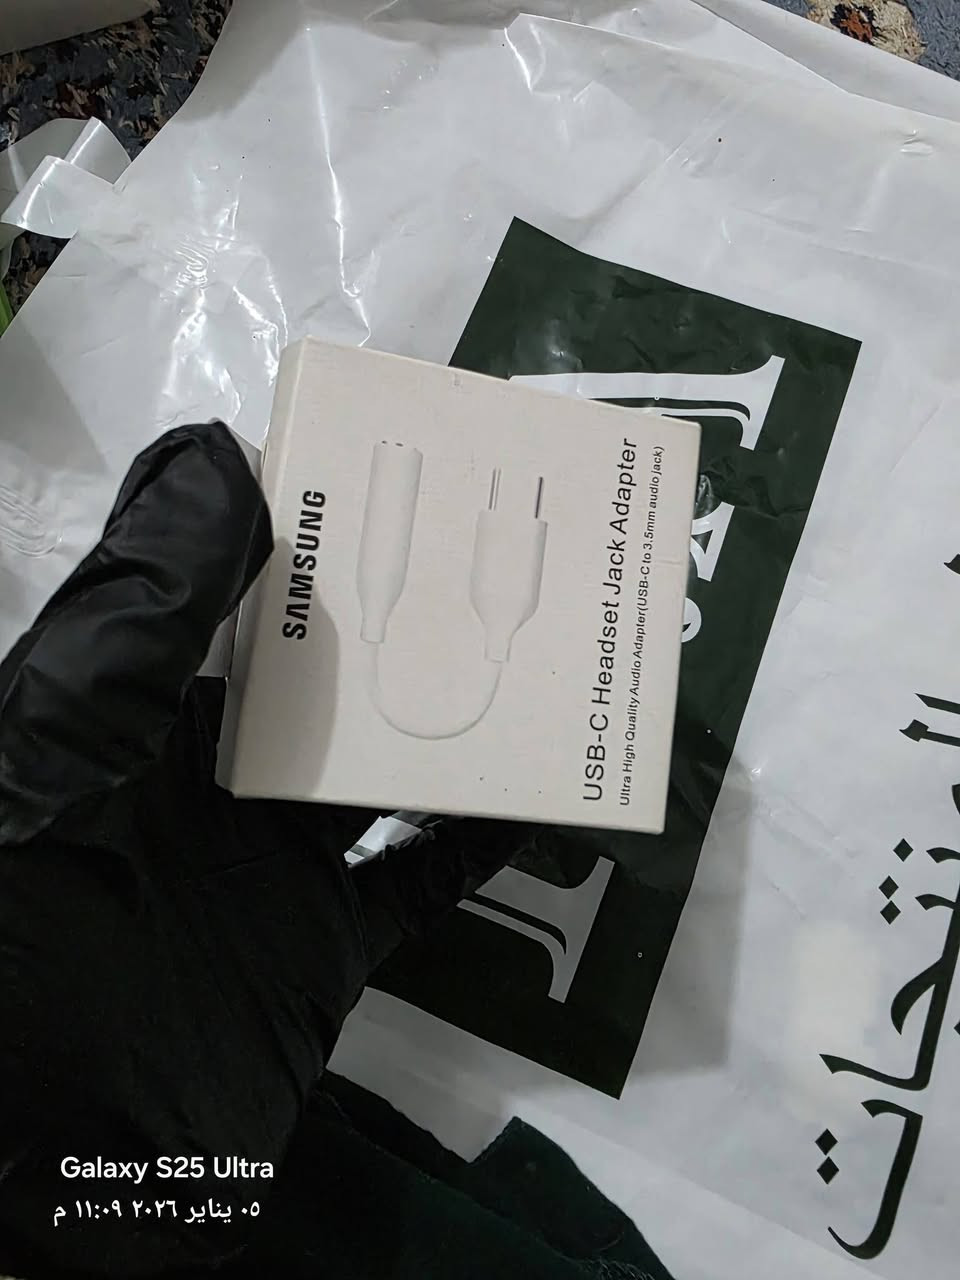 SAMSUNG
USB-C Headset Jack Adapter
Ultra High Quality Audio Adapter(USB-C to 3.5mm audio jack)
المنتجات
Galaxy S25 Ultra
٠٥ يناير ٢٠٢٦ ١١:٠٩ م